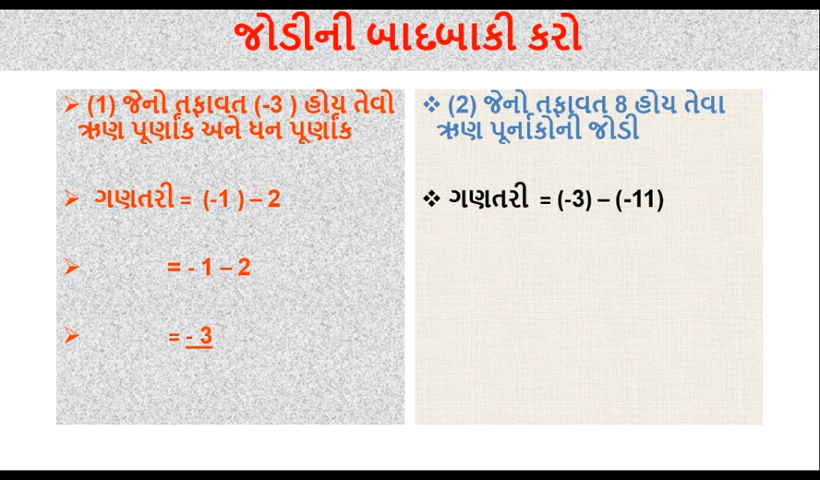 જોડીની બાદબાકી કરો
➢ (1) જેનો તફાવત (-3 ) હોય તેવો
ઋણ પૂર્ણાંક અને ધન પૂર્ણાંક
➢ ગણતરી = (-1 ) – 2
➢ = - 1 – 2
➢ = - 3
❖ (2) જેનો તફાવત 8 હોય તેવા
ઋણ પૂર્નાકોની જોડી
❖ ગણતરી = (-3) – (-11)